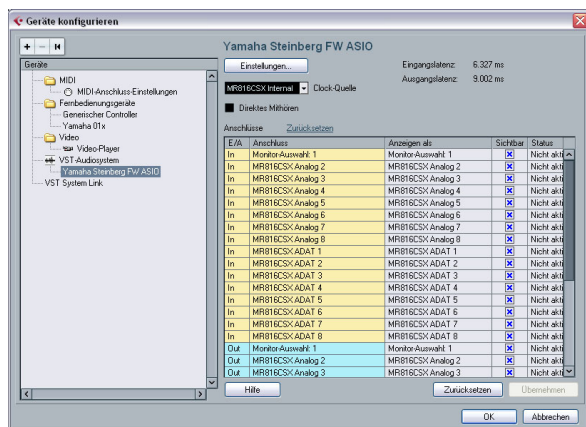 Geräte konfigurieren
Geräte
MIDI
MIDI-Anschluss-Einstellungen
Fernbedienungsgeräte
Generischer Controller
Yamaha 01x
Video
Video-Player
VST-Audiosystem
Yamaha Steinberg FW ASIO
VST System Link
Yamaha Steinberg FW ASIO
Einstellungen...
Eingangslatenz: 6.327 ms
Ausgangslatenz: 9.002 ms
MR816CSX Internal Clock-Quelle
Direktes Mithören
Anschlüsse Zurücksetzen
E/A Anschluss Anzeigen als Sichtbar Status
In Monitor-Auswahl: 1 Monitor-Auswahl: 1 Nicht akti
In MR816CSX Analog 2 MR816CSX Analog 2 Nicht akti
In MR816CSX Analog 3 MR816CSX Analog 3 Nicht akti
In MR816CSX Analog 4 MR816CSX Analog 4 Nicht akti
In MR816CSX Analog 5 MR816CSX Analog 5 Nicht akti
In MR816CSX Analog 6 MR816CSX Analog 6 Nicht akti
In MR816CSX Analog 7 MR816CSX Analog 7 Nicht akti
In MR816CSX Analog 8 MR816CSX Analog 8 Nicht akti
In MR816CSX ADAT 1 MR816CSX ADAT 1 Nicht akti
In MR816CSX ADAT 2 MR816CSX ADAT 2 Nicht akti
In MR816CSX ADAT 3 MR816CSX ADAT 3 Nicht akti
In MR816CSX ADAT 4 MR816CSX ADAT 4 Nicht akti
In MR816CSX ADAT 5 MR816CSX ADAT 5 Nicht akti
In MR816CSX ADAT 6 MR816CSX ADAT 6 Nicht akti
In MR816CSX ADAT 7 MR816CSX ADAT 7 Nicht akti
In MR816CSX ADAT 8 MR816CSX ADAT 8 Nicht akti
Out Monitor-Auswahl: 1 Monitor-Auswahl: 1 Nicht akti
Out MR816CSX Analog 2 MR816CSX Analog 2 Nicht akti
Out MR816CSX Analog 3 MR816CSX Analog 3 Nicht akti
Hilfe Zurücksetzen Übernehmen
OK Abbrechen